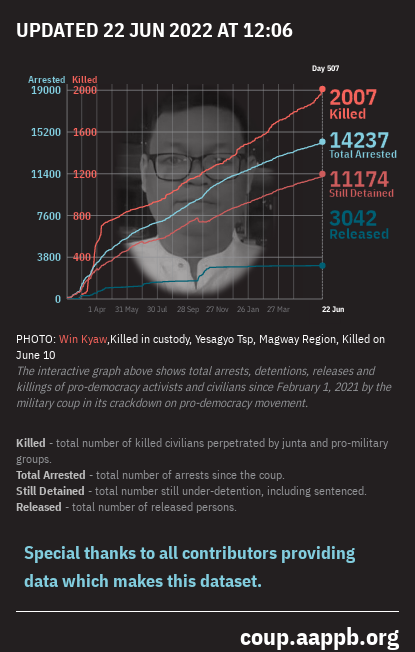 UPDATED 22 JUN 2022 AT 12:06
Day 507
Arrested Killed
19000 2000
15200 1600
11400 1200
7600 800
3800 400
0 0
2007
Killed
14237
Total Arrested
11174
Still Detained
3042
Released
1 Apr 31 May 30 Jul 28 Sep 27 Nov 26 Jan 27 Mar 22 Jun
PHOTO: Win Kyaw,Killed in custody, Yesagyo Tsp, Magway Region, Killed on
June 10
The interactive graph above shows total arrests, detentions, releases and
killings of pro-democracy activists and civilians since February 1, 2021 by the
military coup in its crackdown on pro-democracy movement.
Killed - total number of killed civilians perpetrated by junta and pro-military
groups.
Total Arrested - total number of arrests since the coup.
Still Detained - total number still under-detention, including sentenced.
Released - total number of released persons.
Special thanks to all contributors providing
data which makes this dataset.
coup.aappb.org